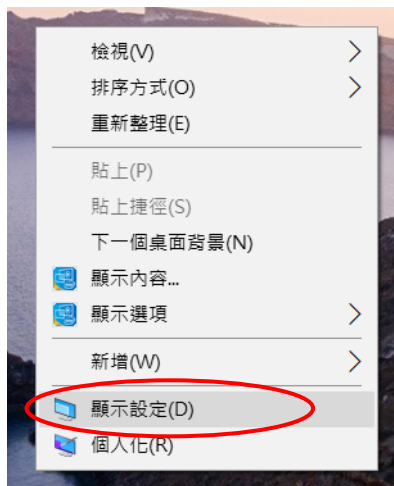 檢視(V)
排序方式(O)
重新整理(E)
貼上(P)
貼上捷徑(S)
下一個桌面背景(N)
顯示內容...
顯示選項
新增(W)
顯示設定(D)
個人化(R)